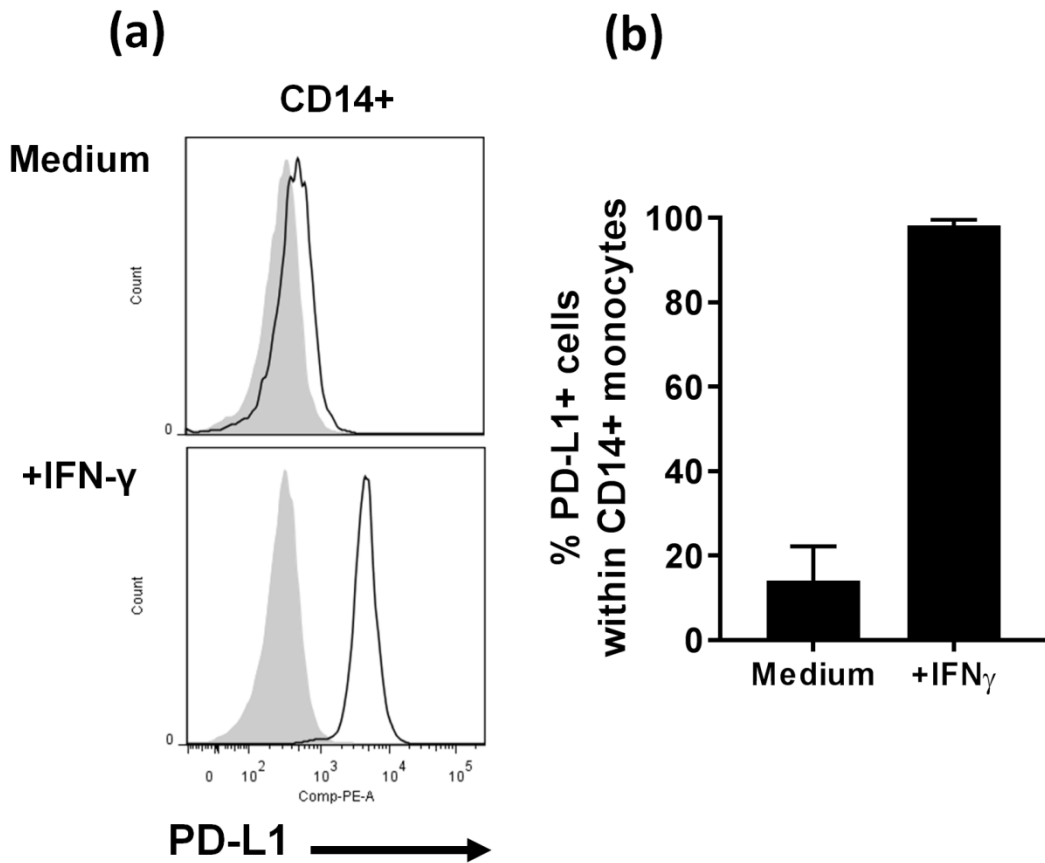 (a)
CD14+
Medium
Count
0
+IFN-γ
Count
0
0 10² 10³ 10⁴ 10⁵
Comp-PE-A
PD-L1
(b)
% PD-L1+ cells
within CD14+ monocytes
100
80
60
40
20
0
Medium +IFNγ